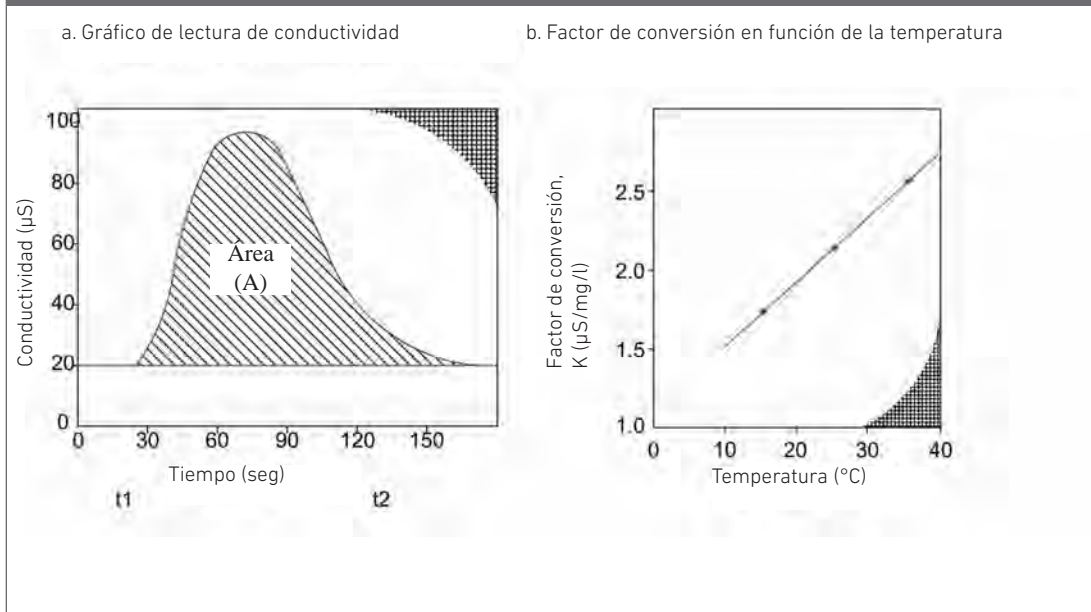 a. Gráfico de lectura de conductividad
b. Factor de conversión en función de la temperatura
Conductividad (µS)
100
80
60
40
20
0
Área
(A)
0 30 60 90 120 150
Tiempo (seg)
t1 t2
Factor de conversión,
K (µS/mg/l)
2.5
2.0
1.5
1.0
0 10 20 30 40
Temperatura (°C)